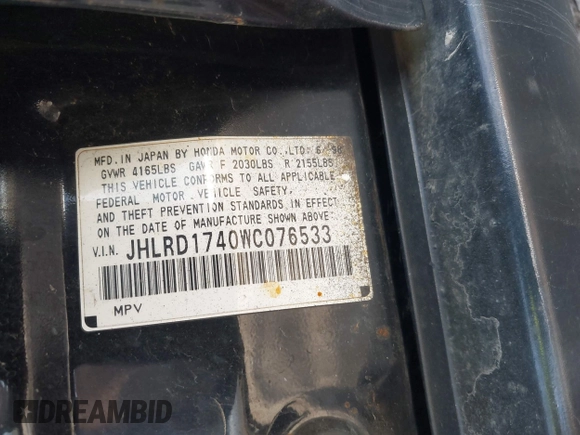 MFD. IN JAPAN BY HONDA MOTOR CO.,LTD. 6/98
GVWR 4165LBS GAWR F 2030LBS R 2155LBS
THIS VEHICLE CONFORMS TO ALL APPLICABLE
FEDERAL MOTOR VEHICLE SAFETY,
AND THEFT PREVENTION STANDARDS IN EFFECT
ON THE DATE OF MANUFACTURE SHOWN ABOVE.
V.I.N. JHLRD1740WC076533
MPV
DREAMBID